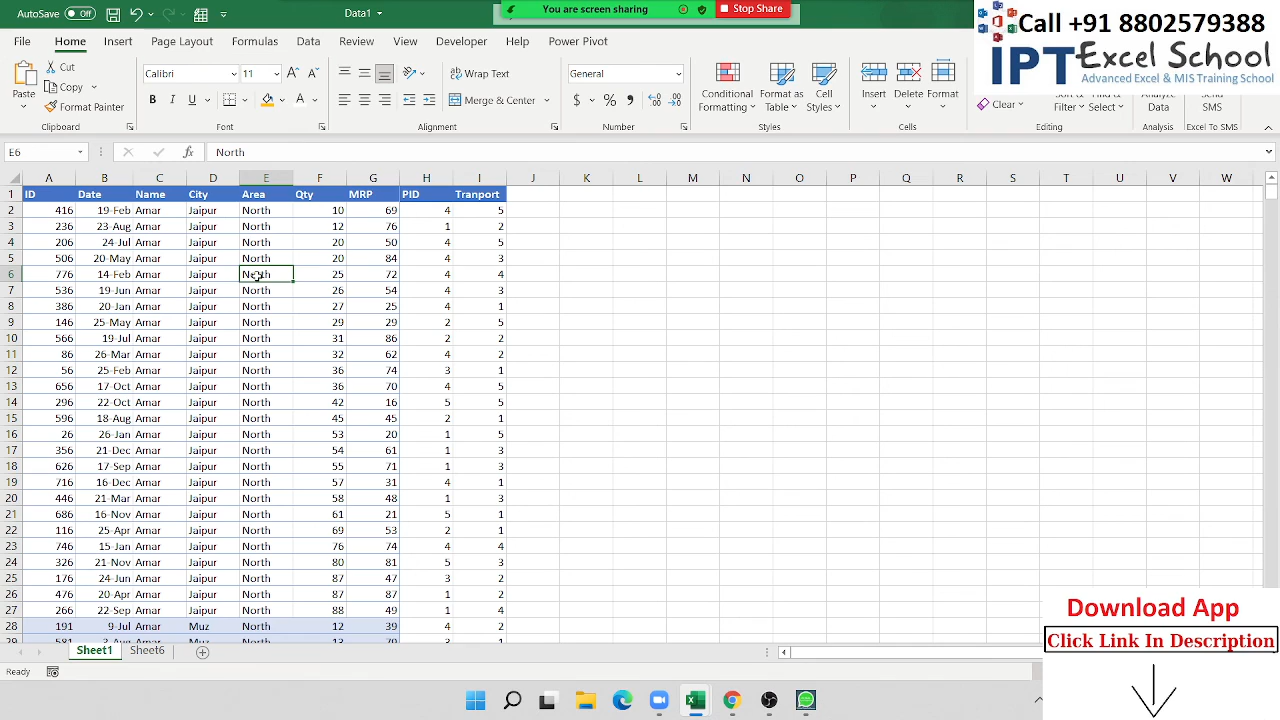 AutoSave Off Data1 You are screen sharing Stop Share
Call +91 8802579388
IPT Excel School
Advanced Excel & MIS Training School
File Home Insert Page Layout Formulas Data Review View Developer Help Power Pivot
Paste Cut Copy Format Painter
Calibri 11
B I U A
Wrap Text Merge & Center
General
$ % ,
Conditional Formatting Format as Table Cell Styles
Insert Delete Format
Clear Filter Select
Analyze Data
Send SMS
Clipboard Font Alignment Number Styles Cells Editing Analysis Excel To SMS
E6 fx North
A B C D E F G H I J K L M N O P Q R S T U V W
1 ID Date Name City Area Qty MRP PID Tranport
2 416 19-Feb Amar Jaipur North 10 69 4 5
3 236 23-Aug Amar Jaipur North 12 76 1 2
4 206 24-Jul Amar Jaipur North 20 50 4 5
5 506 20-May Amar Jaipur North 20 84 4 3
6 776 14-Feb Amar Jaipur North 25 72 4 4
7 536 19-Jun Amar Jaipur North 26 54 4 3
8 386 20-Jan Amar Jaipur North 27 25 4 1
9 146 25-May Amar Jaipur North 29 29 2 5
10 566 19-Jul Amar Jaipur North 31 86 2 2
11 86 26-Mar Amar Jaipur North 32 62 4 2
12 56 25-Feb Amar Jaipur North 36 74 3 1
13 656 17-Oct Amar Jaipur North 36 70 4 5
14 296 22-Oct Amar Jaipur North 42 16 5 5
15 596 18-Aug Amar Jaipur North 45 45 2 1
16 26 26-Jan Amar Jaipur North 53 20 1 5
17 356 21-Dec Amar Jaipur North 54 61 1 3
18 626 17-Sep Amar Jaipur North 55 71 1 3
19 716 16-Dec Amar Jaipur North 57 31 4 1
20 446 21-Mar Amar Jaipur North 58 48 1 3
21 686 16-Nov Amar Jaipur North 61 21 5 1
22 116 25-Apr Amar Jaipur North 69 53 2 1
23 746 15-Jan Amar Jaipur North 76 74 4 4
24 326 21-Nov Amar Jaipur North 80 81 5 3
25 176 24-Jun Amar Jaipur North 87 47 3 2
26 476 20-Apr Amar Jaipur North 87 87 1 2
27 266 22-Sep Amar Jaipur North 88 49 1 4
28 191 9-Jul Amar Muz North 12 39 4 2
Download App
Click Link In Description
Sheet1 Sheet6
Ready